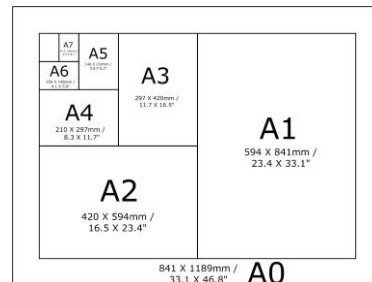 A7
A5
A6
A3
297 X 420mm /
11.7 X 16.5"
A4
210 X 297mm /
8.3 X 11.7"
A1
594 X 841mm /
23.4 X 33.1"
A2
420 X 594mm /
16.5 X 23.4"
841 X 1189mm /
33.1 X 46.8"
A0